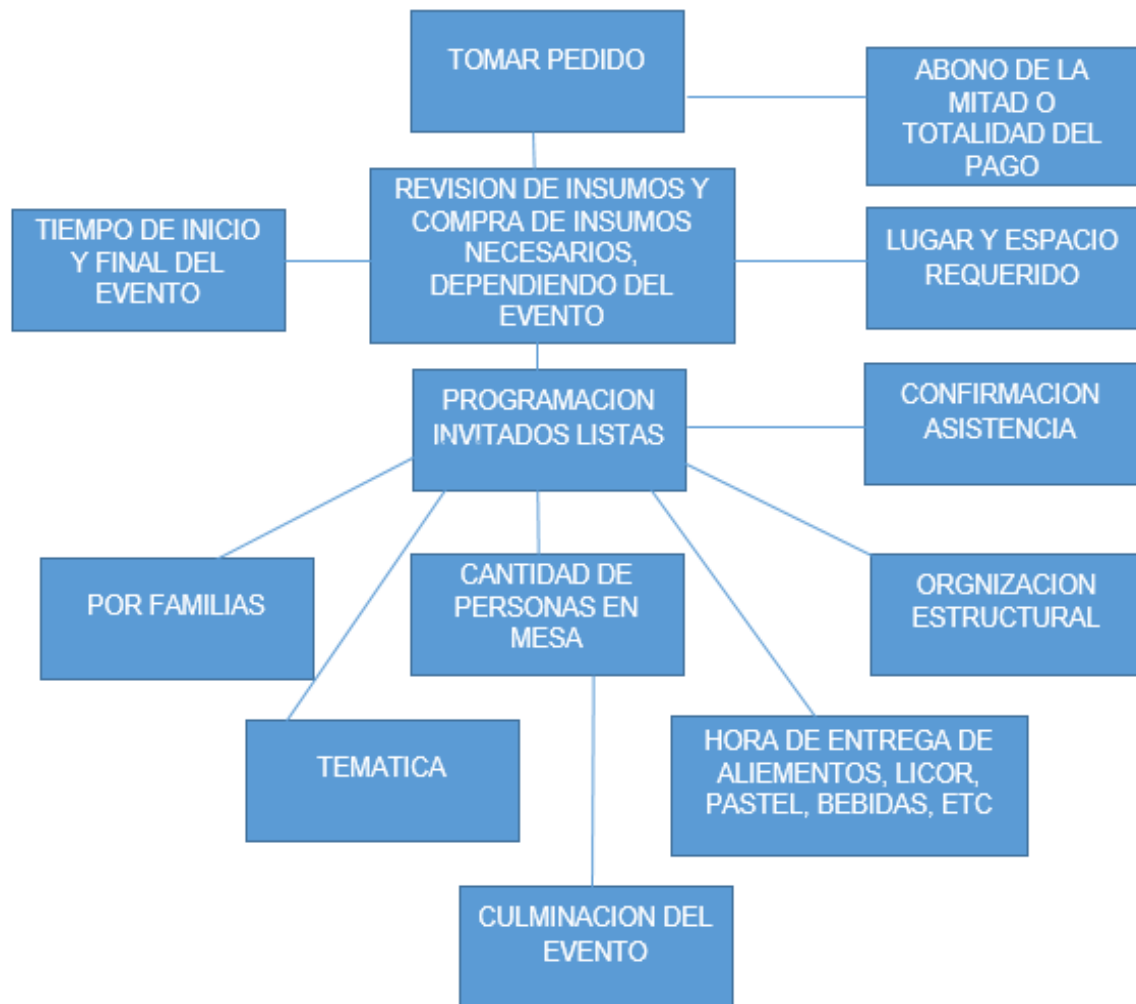 TOMAR PEDIDO
ABONO DE LA
MITAD O
TOTALIDAD DEL
PAGO
REVISION DE INSUMOS Y
COMPRA DE INSUMOS
NECESARIOS,
DEPENDIENDO DEL
EVENTO
TIEMPO DE INICIO
Y FINAL DEL
EVENTO
LUGAR Y ESPACIO
REQUERIDO
PROGRAMACION
INVITADOS LISTAS
CONFIRMACION
ASISTENCIA
POR FAMILIAS
CANTIDAD DE
PERSONAS EN
MESA
ORGNIZACION
ESTRUCTURAL
TEMATICA
HORA DE ENTREGA DE
ALIEMENTOS, LICOR,
PASTEL, BEBIDAS, ETC
CULMINACION DEL
EVENTO